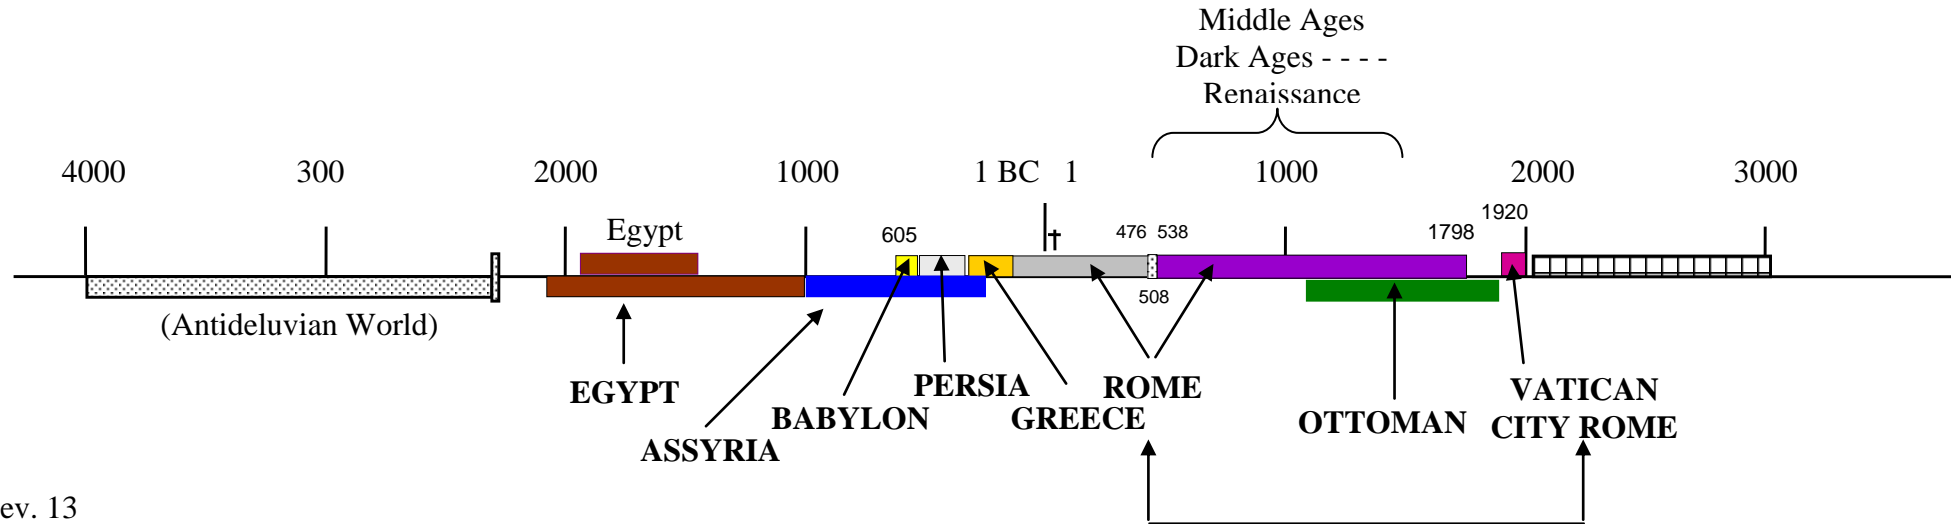 Middle Ages
Dark Ages - - - -
Renaissance
4000 300 2000 1000 1 BC 1 1000 2000 3000
1920
Egypt 605 476 538 1798
508
(Antideluvian World)
EGYPT PERSIA ROME VATICAN
BABYLON GREECE OTTOMAN CITY ROME
ASSYRIA
ev. 13